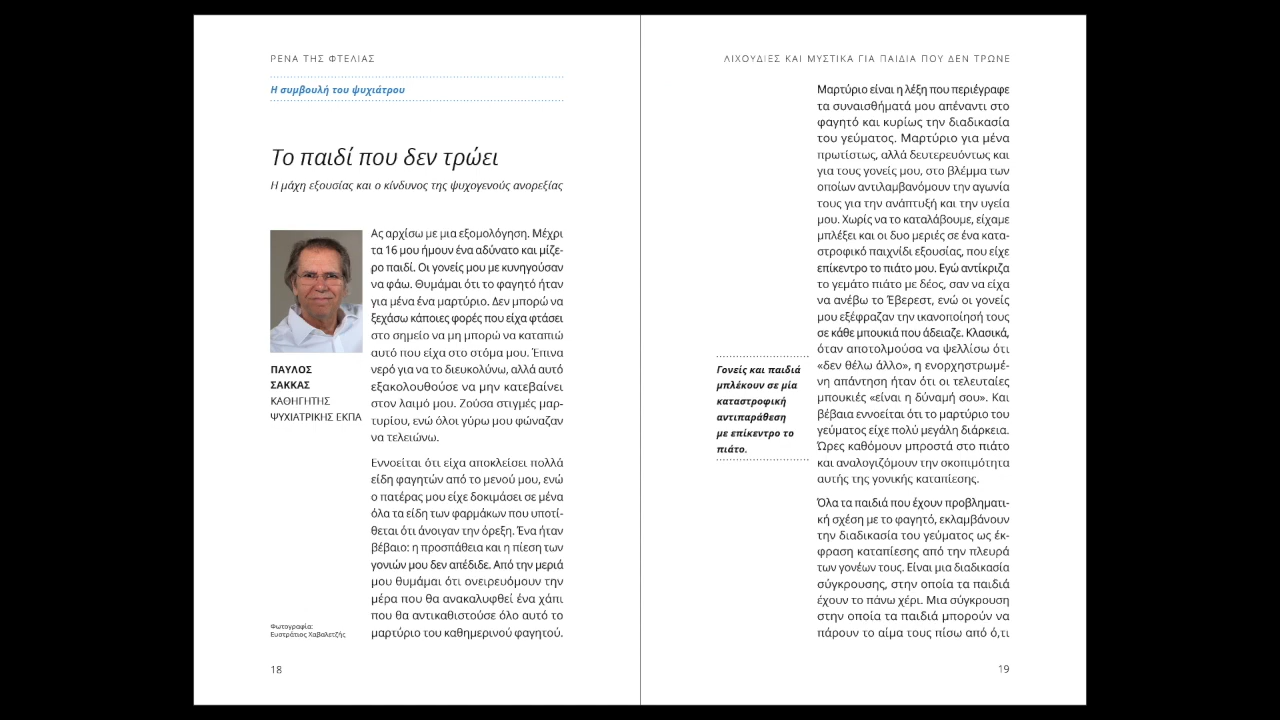 ΡΕΝΑ ΤΗΣ ΦΤΕΛΙΑΣ
Η συμβουλή του ψυχιάτρου
Το παιδί που δεν τρώει
Η μάχη εξουσίας και ο κίνδυνος της ψυχογενούς ανορεξίας
ΠΑΥΛΟΣ
ΣΑΚΚΑΣ
ΚΑΘΗΓΗΤΗΣ
ΨΥΧΙΑΤΡΙΚΗΣ ΕΚΠΑ
Φωτογραφία:
Ευστράτιος Χαβαλετζής
Ας αρχίσω με μια εξομολόγηση. Μέχρι
τα 16 μου ήμουν ένα αδύνατο και μίζε-
ρο παιδί. Οι γονείς μου με κυνηγούσαν
να φάω. Θυμάμαι ότι το φαγητό ήταν
για μένα ένα μαρτύριο. Δεν μπορώ να
ξεχάσω κάποιες φορές που είχα φτάσει
στο σημείο να μη μπορώ να καταπιώ
αυτό που είχα στο στόμα μου. Έπινα
νερό για να το διευκολύνω, αλλά αυτό
εξακολουθούσε να μην κατεβαίνει
στον λαιμό μου. Ζούσα στιγμές μαρ-
τυρίου, ενώ όλοι γύρω μου φώναζαν
να τελειώνω.
Εννοείται ότι είχα αποκλείσει πολλά
είδη φαγητών από το μενού μου, ενώ
ο πατέρας μου είχε δοκιμάσει σε μένα
όλα τα είδη των φαρμάκων που υποτί-
θεται ότι άνοιγαν την όρεξη. Ένα ήταν
βέβαιο: η προσπάθεια και η πίεση των
γονιών μου δεν απέδιδε. Από την μεριά
μου θυμάμαι ότι ονειρευόμουν την
μέρα που θα ανακαλυφθεί ένα χάπι
που θα αντικαθιστούσε όλο αυτό το
μαρτύριο του καθημερινού φαγητού.
18
ΛΙΧΟΥΔΙΕΣ ΚΑΙ ΜΥΣΤΙΚΑ ΓΙΑ ΠΑΙΔΙΑ ΠΟΥ ΔΕΝ ΤΡΩΝΕ
Μαρτύριο είναι η λέξη που περιέγραφε
τα συναισθήματά μου απέναντι στο
φαγητό και κυρίως την διαδικασία
του γεύματος. Μαρτύριο για μένα
πρωτίστως, αλλά δευτερευόντως και
για τους γονείς μου, στο βλέμμα των
οποίων αντιλαμβανόμουν την αγωνία
τους για την ανάπτυξή και την υγεία
μου. Χωρίς να το καταλάβουμε, είχαμε
μπλέξει και οι δυο μεριές σε ένα κατα-
στροφικό παιχνίδι εξουσίας, που είχε
επίκεντρο το πιάτο μου. Εγώ αντίκριζα
το γεμάτο πιάτο με δέος, σαν να είχα
να ανέβω το Έβερεστ, ενώ οι γονείς
μου εξέφραζαν την ικανοποίησή τους
σε κάθε μπουκιά που άδειαζε. Κλασικά,
όταν αποτολμούσα να ψελλίσω ότι
«δεν θέλω άλλο», η ενορχηστρωμέ-
νη απάντηση ήταν ότι οι τελευταίες
μπουκιές «είναι η δύναμή σου». Και
βέβαια εννοείται ότι το μαρτύριο του
γεύματος είχε πολύ μεγάλη διάρκεια.
Ώρες καθόμουν μπροστά στο πιάτο
και αναλογιζόμουν την σκοπιμότητα
αυτής της γονικής καταπίεσης.
Γονείς και παιδιά
μπλέκουν σε μία
καταστροφική
αντιπαράθεση
με επίκεντρο το
πιάτο.
Όλα τα παιδιά που έχουν προβληματι-
κή σχέση με το φαγητό, εκλαμβάνουν
την διαδικασία του γεύματος ως έκ-
φραση καταπίεσης από την πλευρά
των γονέων τους. Είναι μια διαδικασία
σύγκρουσης, στην οποία τα παιδιά
έχουν το πάνω χέρι. Μια σύγκρουση
στην οποία τα παιδιά μπορούν να
πάρουν το αίμα τους πίσω από ό,τι
19